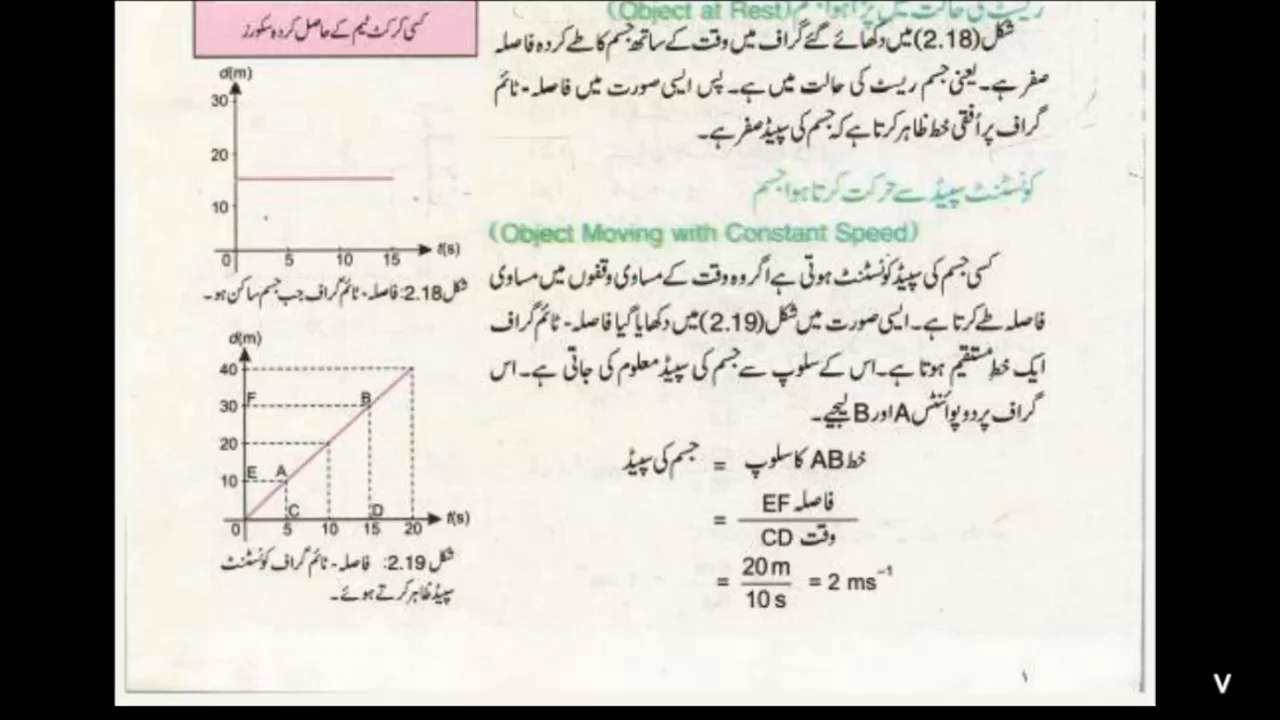 کسی کرکٹ ٹیم کے حاصل کردہ سکورز
d(m)
30
20
10
0 5 10 15 t(s)
شکل 2.18: فاصلہ - ٹائم گراف جب جسم ساکن ہو۔
d(m)
40
F B
30
20
E A
10
C D
0 5 10 15 20 t(s)
شکل 2.19: فاصلہ - ٹائم گراف کونسٹنٹ
سپیڈ ظاہر کرتے ہوئے۔
ریسٹ کی حالت میں پڑا ہوا جسم (Object at Rest)
شکل (2.18) میں دکھائے گئے گراف میں وقت کے ساتھ جسم کا طے کردہ فاصلہ
صفر ہے۔ یعنی جسم ریسٹ کی حالت میں ہے۔ پس ایسی صورت میں فاصلہ - ٹائم
گراف پر اُفقی خط ظاہر کرتا ہے کہ جسم کی سپیڈ صفر ہے۔
کونسٹنٹ سپیڈ سے حرکت کرتا ہوا جسم
(Object Moving with Constant Speed)
کسی جسم کی سپیڈ کونسٹنٹ ہوتی ہے اگر وہ وقت کے مساوی وقفوں میں مساوی
فاصلہ طے کرتا ہے۔ ایسی صورت میں شکل (2.19) میں دکھایا گیا فاصلہ - ٹائم گراف
ایک خطِ مستقیم ہوتا ہے۔ اس کے سلوپ سے جسم کی سپیڈ معلوم کی جاتی ہے۔ اس
گراف پر دو پوائنٹس A اور B لیجیے۔
خط AB کا سلوپ = جسم کی سپیڈ
فاصلہ EF
=
وقت CD
20 m
= = 2 ms⁻¹
10 s
۱
V